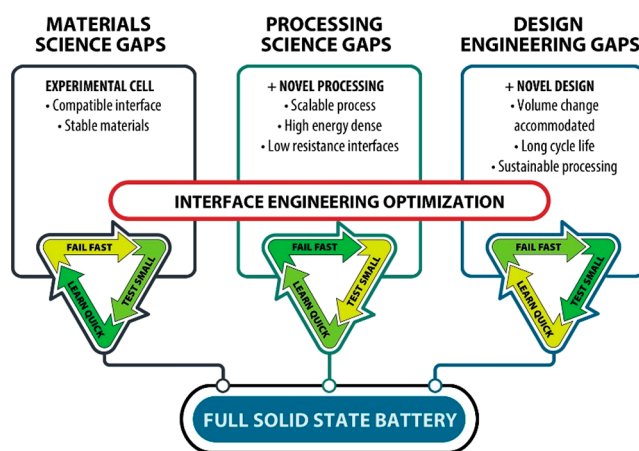 MATERIALS
SCIENCE GAPS
EXPERIMENTAL CELL
• Compatible interface
• Stable materials
PROCESSING
SCIENCE GAPS
+ NOVEL PROCESSING
• Scalable process
• High energy dense
• Low resistance interfaces
DESIGN
ENGINEERING GAPS
+ NOVEL DESIGN
• Volume change
accommodated
• Long cycle life
• Sustainable processing
INTERFACE ENGINEERING OPTIMIZATION
FAIL FAST
TEST SMALL
LEARN QUICK
FAIL FAST
TEST SMALL
LEARN QUICK
FAIL FAST
TEST SMALL
LEARN QUICK
FULL SOLID STATE BATTERY